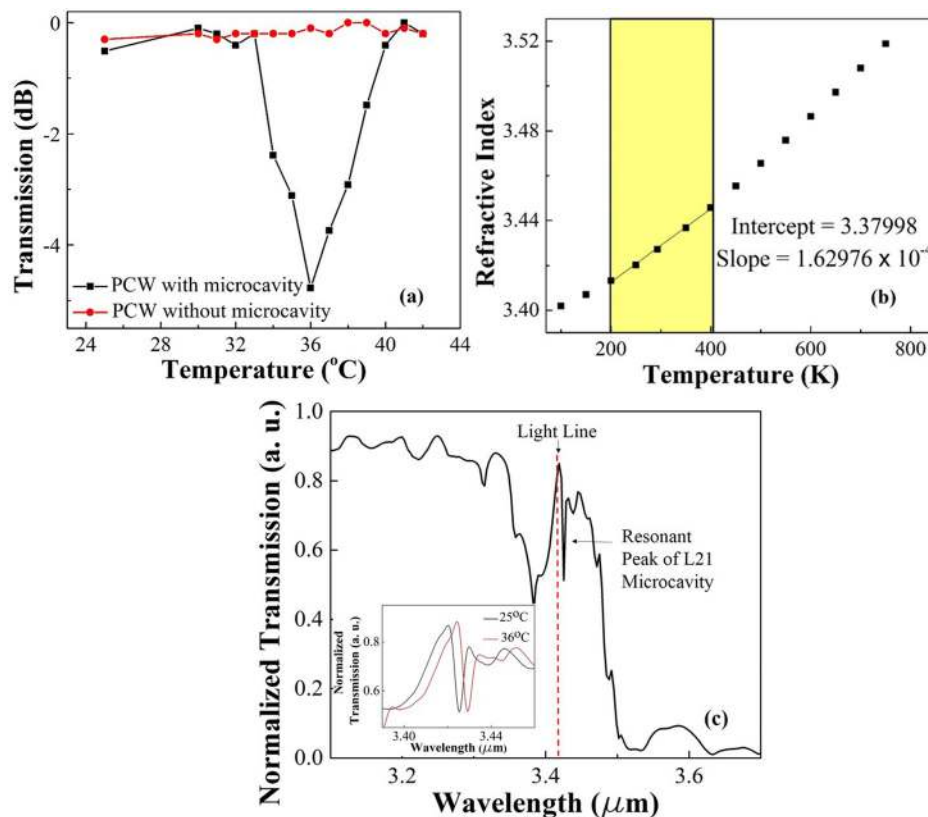 0
-2
-4
Transmission (dB)
PCW with microcavity
PCW without microcavity
(a)
24 28 32 36 40 44
Temperature (°C)
3.52
3.48
3.44
3.40
Refractive Index
Intercept = 3.37998
Slope = 1.62976 x 10⁻
(b)
200 400 600 800
Temperature (K)
1.0
0.8
0.6
0.4
0.2
0.0
Normalized Transmission (a. u.)
Light Line
Resonant
Peak of L21
Microcavity
25°C
36°C
0.8
0.6
Normalized
Transmission (a. u.)
3.40 3.44
Wavelength (μm)
(c)
3.2 3.4 3.6
Wavelength (μm)